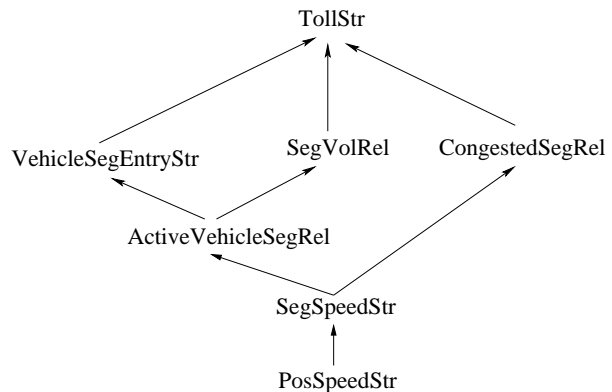 TollStr
VehicleSegEntryStr
SegVolRel
CongestedSegRel
ActiveVehicleSegRel
SegSpeedStr
PosSpeedStr